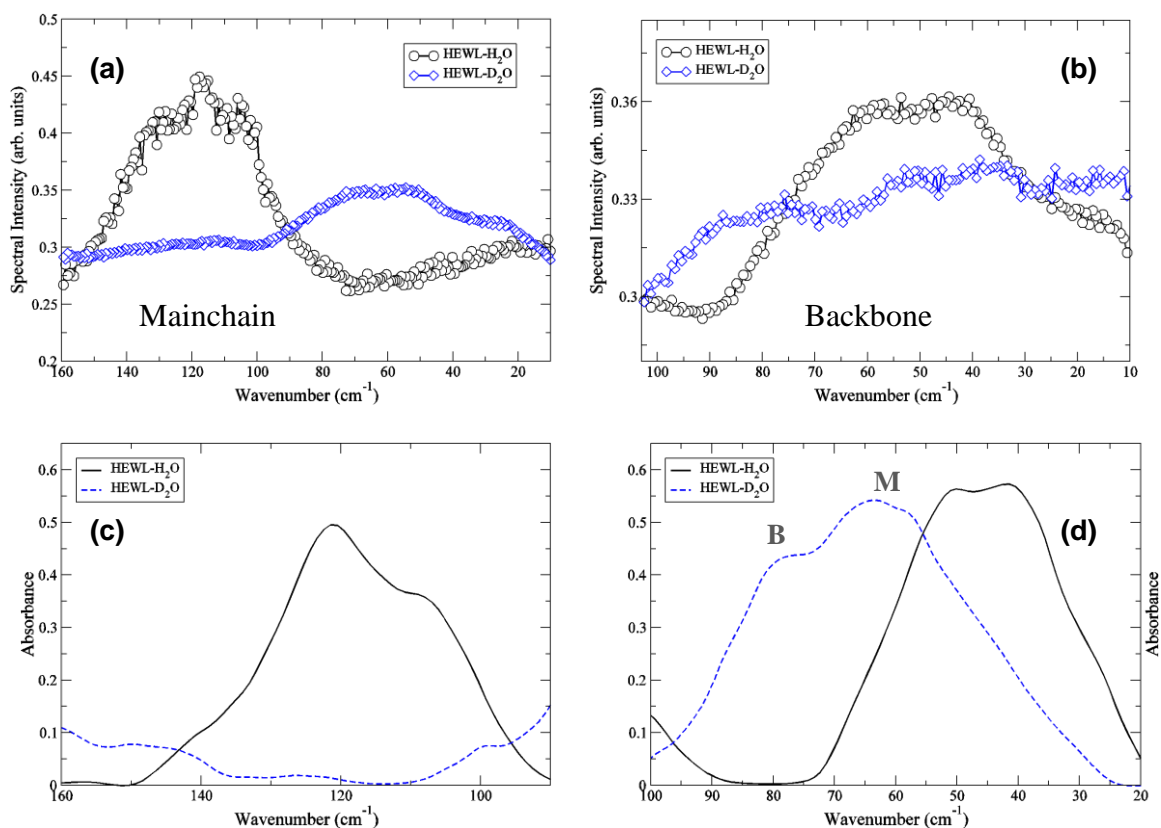 (a)
HEWL-H₂O
HEWL-D₂O
0.5
0.45
0.4
0.35
0.3
0.25
0.2
Spectral Intensity (arb. units)
Mainchain
160 140 120 100 80 60 40 20
Wavenumber (cm⁻¹)
HEWL-H₂O
HEWL-D₂O
(b)
0.36
0.33
0.3
Spectral Intensity (arb. units)
Backbone
100 90 80 70 60 50 40 30 20 10
Wavenumber (cm⁻¹)
HEWL-H₂O
HEWL-D₂O
(c)
0.6
0.5
0.4
0.3
0.2
0.1
0
Absorbance
160 140 120 100
Wavenumber (cm⁻¹)
HEWL-H₂O
HEWL-D₂O
M
B
(d)
0.6
0.5
0.4
0.3
0.2
0.1
0
Absorbance
100 90 80 70 60 50 40 30 20
Wavenumber (cm⁻¹)